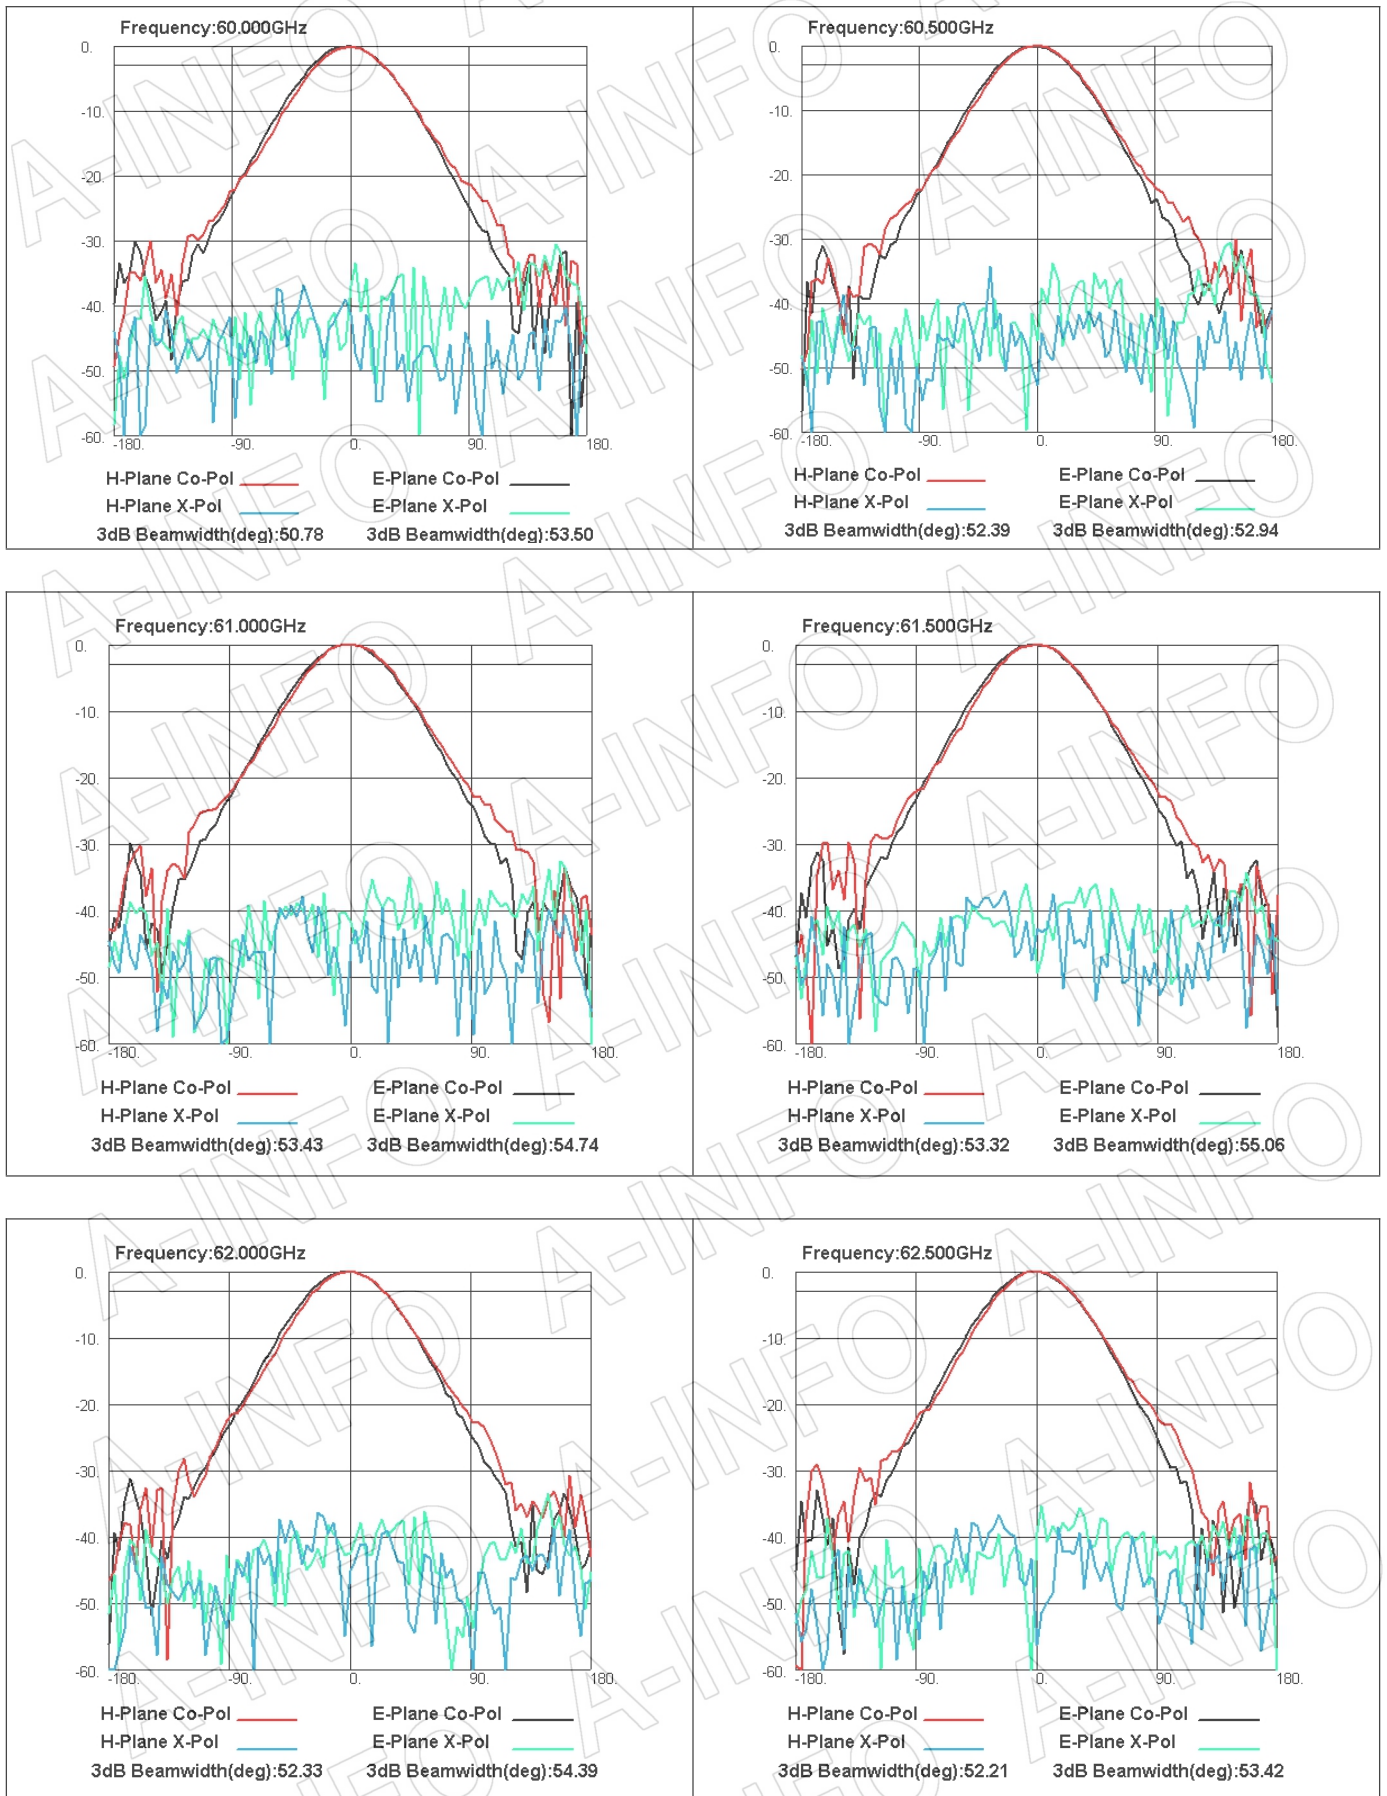 Frequency:60.000GHz
0.
-10.
-20.
-30.
-40.
-50.
-60.
-180.
-90.
0.
90.
180.
H-Plane Co-Pol
E-Plane Co-Pol
H-Plane X-Pol
E-Plane X-Pol
3dB Beamwidth(deg):50.78
3dB Beamwidth(deg):53.50
Frequency:60.500GHz
0.
-10.
-20.
-30.
-40.
-50.
-60.
-180.
-90.
0.
90.
180.
H-Plane Co-Pol
E-Plane Co-Pol
H-Plane X-Pol
E-Plane X-Pol
3dB Beamwidth(deg):52.39
3dB Beamwidth(deg):52.94
Frequency:61.000GHz
0.
-10.
-20.
-30.
-40.
-50.
-60.
-180.
-90.
0.
90.
180.
H-Plane Co-Pol
E-Plane Co-Pol
H-Plane X-Pol
E-Plane X-Pol
3dB Beamwidth(deg):53.43
3dB Beamwidth(deg):54.74
Frequency:61.500GHz
0.
-10.
-20.
-30.
-40.
-50.
-60.
-180.
-90.
0.
90.
180.
H-Plane Co-Pol
E-Plane Co-Pol
H-Plane X-Pol
E-Plane X-Pol
3dB Beamwidth(deg):53.32
3dB Beamwidth(deg):55.06
Frequency:62.000GHz
0.
-10.
-20.
-30.
-40.
-50.
-60.
-180.
-90.
0.
90.
180.
H-Plane Co-Pol
E-Plane Co-Pol
H-Plane X-Pol
E-Plane X-Pol
3dB Beamwidth(deg):52.33
3dB Beamwidth(deg):54.39
Frequency:62.500GHz
0.
-10.
-20.
-30.
-40.
-50.
-60.
-180.
-90.
0.
90.
180.
H-Plane Co-Pol
E-Plane Co-Pol
H-Plane X-Pol
E-Plane X-Pol
3dB Beamwidth(deg):52.21
3dB Beamwidth(deg):53.42
A-INFO